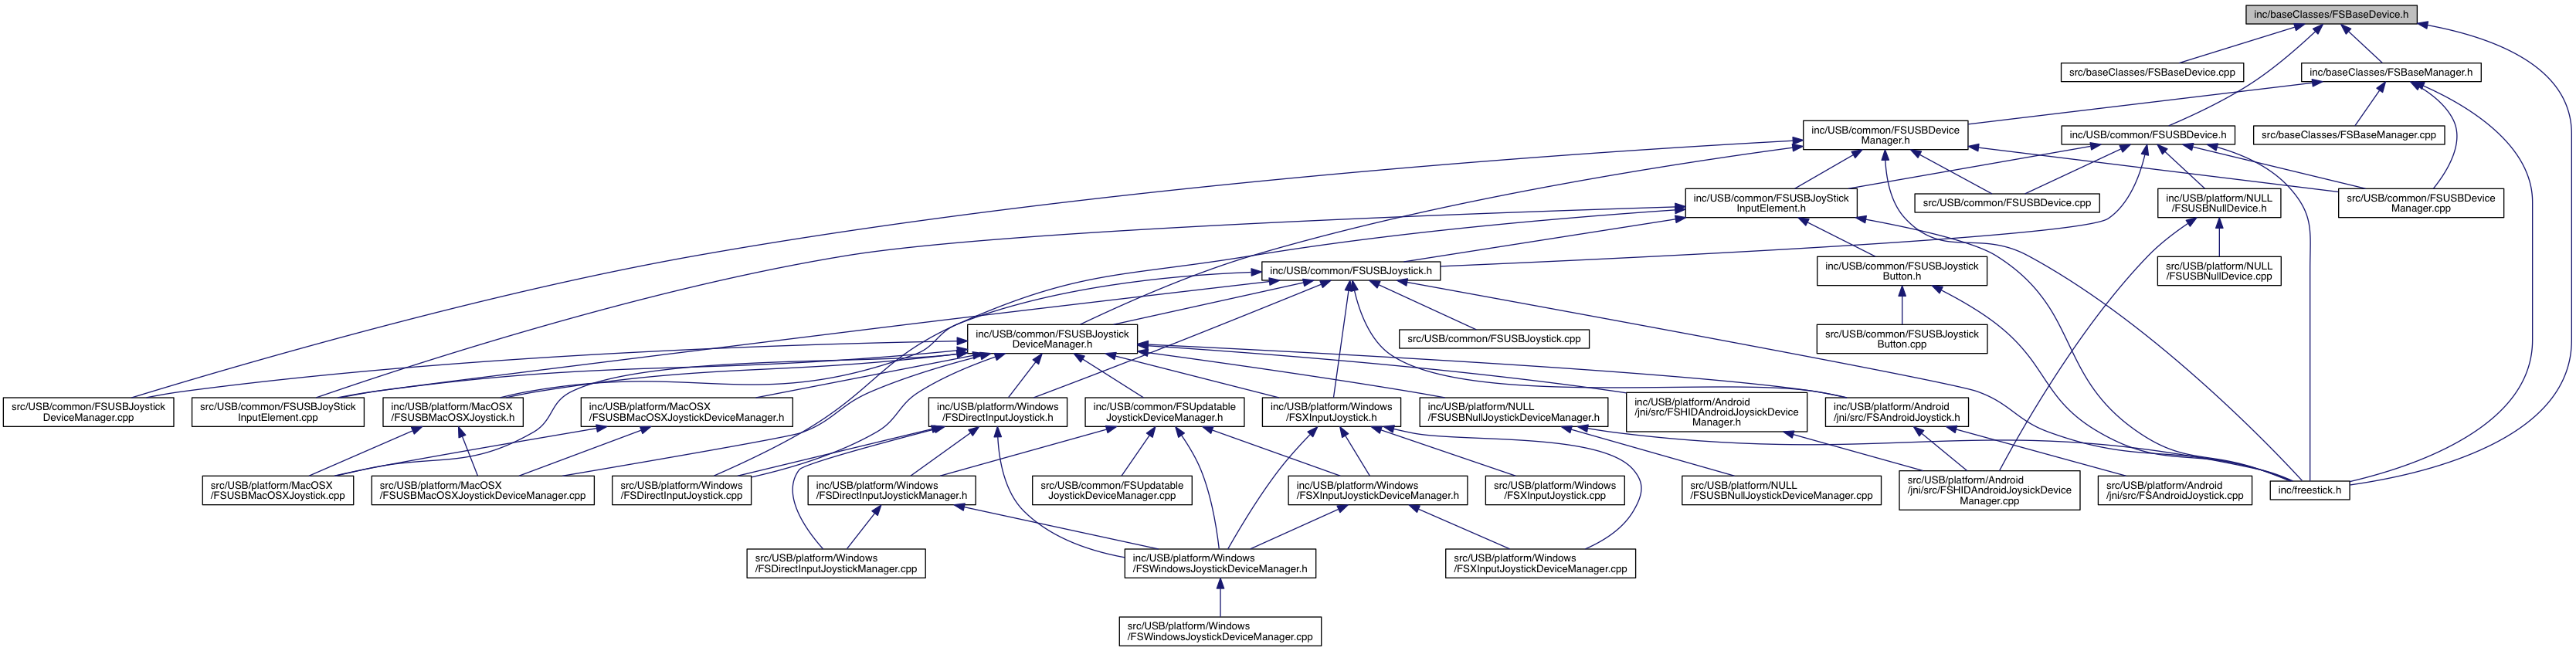 inc/baseClasses/FSBaseDevice.h
src/baseClasses/FSBaseDevice.cpp
inc/baseClasses/FSBaseManager.h
inc/USB/common/FSUSBDevice
Manager.h
inc/USB/common/FSUSBDevice.h
src/baseClasses/FSBaseManager.cpp
inc/USB/common/FSUSBJoyStick
InputElement.h
src/USB/common/FSUSBDevice.cpp
inc/USB/platform/NULL
/FSUSBNullDevice.h
src/USB/common/FSUSBDevice
Manager.cpp
inc/USB/common/FSUSBJoystick.h
inc/USB/common/FSUSBJoystick
Button.h
src/USB/platform/NULL
/FSUSBNullDevice.cpp
inc/USB/common/FSUSBJoystick
DeviceManager.h
src/USB/common/FSUSBJoystick.cpp
src/USB/common/FSUSBJoystick
Button.cpp
src/USB/common/FSUSBJoystick
DeviceManager.cpp
src/USB/common/FSUSBJoyStick
InputElement.cpp
inc/USB/platform/MacOSX
/FSUSBMacOSXJoystick.h
inc/USB/platform/MacOSX
/FSUSBMacOSXJoystickDeviceManager.h
inc/USB/platform/Windows
/FSDirectInputJoystick.h
inc/USB/common/FSUpdatable
JoystickDeviceManager.h
inc/USB/platform/Windows
/FSXInputJoystick.h
inc/USB/platform/NULL
/FSUSBNullJoystickDeviceManager.h
inc/USB/platform/Android
/jni/src/FSHIDAndroidJoysickDevice
Manager.h
inc/USB/platform/Android
/jni/src/FSAndroidJoystick.h
src/USB/platform/MacOSX
/FSUSBMacOSXJoystick.cpp
src/USB/platform/MacOSX
/FSUSBMacOSXJoystickDeviceManager.cpp
src/USB/platform/Windows
/FSDirectInputJoystick.cpp
inc/USB/platform/Windows
/FSDirectInputJoystickManager.h
src/USB/common/FSUpdatable
JoystickDeviceManager.cpp
inc/USB/platform/Windows
/FSXInputJoystickDeviceManager.h
src/USB/platform/Windows
/FSXInputJoystick.cpp
src/USB/platform/NULL
/FSUSBNullJoystickDeviceManager.cpp
src/USB/platform/Android
/jni/src/FSHIDAndroidJoysickDevice
Manager.cpp
src/USB/platform/Android
/jni/src/FSAndroidJoystick.cpp
inc/freestick.h
src/USB/platform/Windows
/FSDirectInputJoystickManager.cpp
inc/USB/platform/Windows
/FSWindowsJoystickDeviceManager.h
src/USB/platform/Windows
/FSXInputJoystickDeviceManager.cpp
src/USB/platform/Windows
/FSWindowsJoystickDeviceManager.cpp